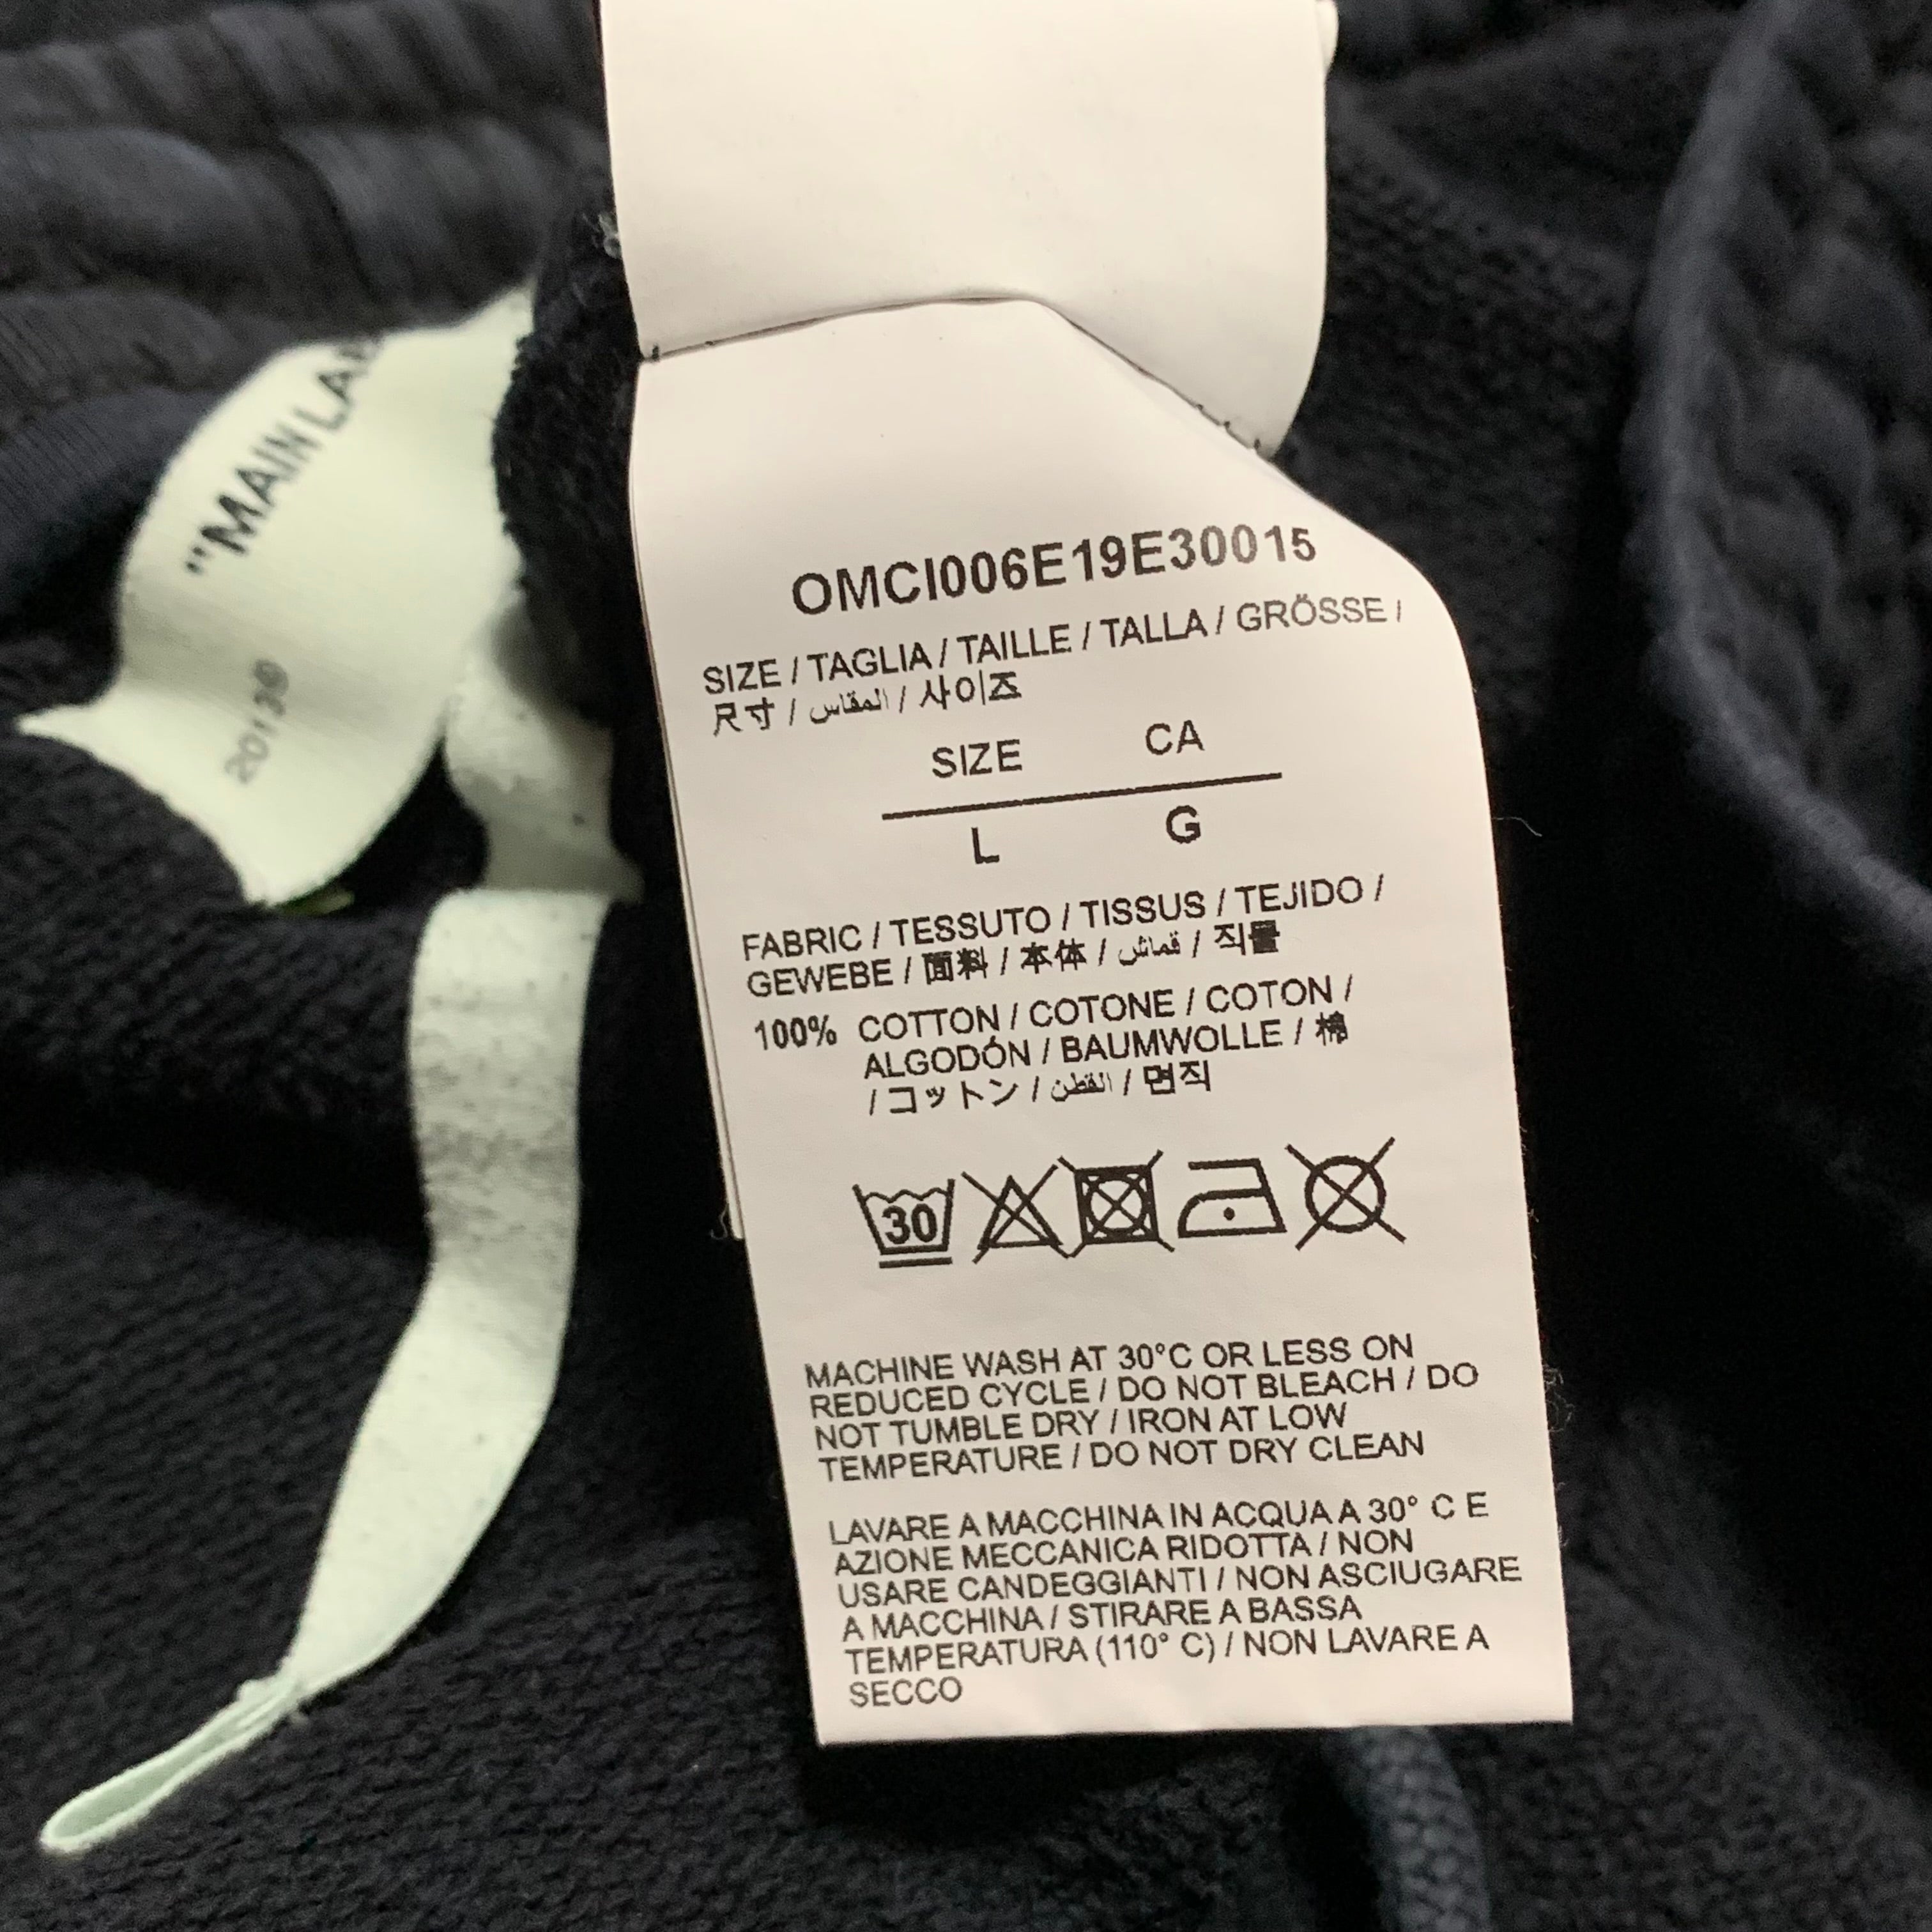 "MAIN LA
20139
OMCI006E19E30015
SIZE / TAGLIA / TAILLE / TALLA / GRÖSSE /
尺寸 / المقاس / 사이즈
SIZE CA
L G
FABRIC / TESSUTO / TISSUS / TEJIDO /
GEWEBE / 面料 / 本体 / قماش / 직물
100% COTTON / COTONE / COTON /
ALGODÓN / BAUMWOLLE / 棉
/ コットン / القطن / 면직
30
MACHINE WASH AT 30°C OR LESS ON
REDUCED CYCLE / DO NOT BLEACH / DO
NOT TUMBLE DRY / IRON AT LOW
TEMPERATURE / DO NOT DRY CLEAN
LAVARE A MACCHINA IN ACQUA A 30° C E
AZIONE MECCANICA RIDOTTA / NON
USARE CANDEGGIANTI / NON ASCIUGARE
A MACCHINA / STIRARE A BASSA
TEMPERATURA (110° C) / NON LAVARE A
SECCO